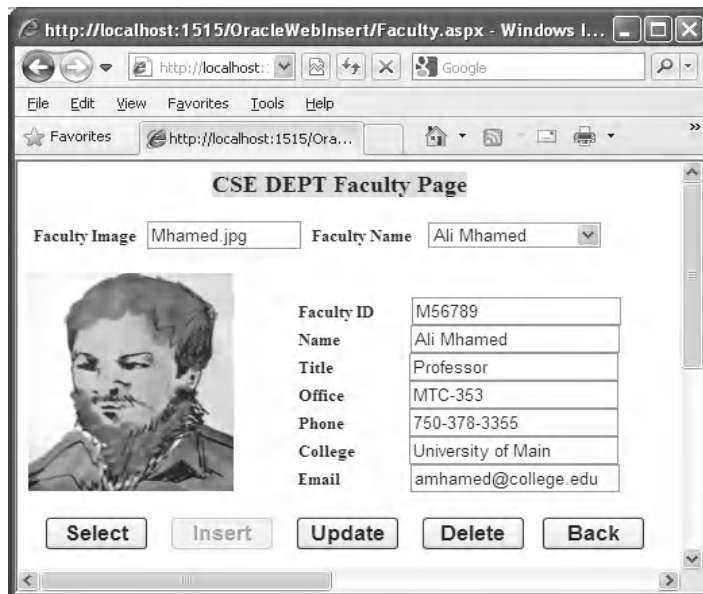 http://localhost:1515/OracleWebInsert/Faculty.aspx - Windows I...
http://localhost:
Google
File Edit View Favorites Tools Help
Favorites http://localhost:1515/Ora... »
CSE DEPT Faculty Page
Faculty Image Mhamed.jpg Faculty Name Ali Mhamed
Faculty ID M56789
Name Ali Mhamed
Title Professor
Office MTC-353
Phone 750-378-3355
College University of Main
Email amhamed@college.edu
Select Insert Update Delete Back